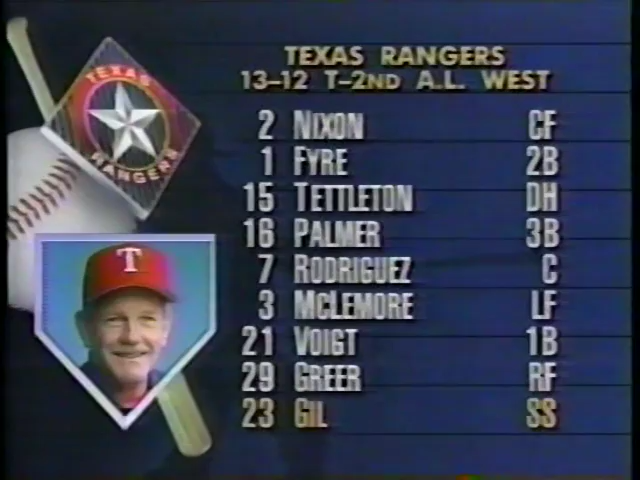 TEXAS RANGERS
13-12 T-2ND A.L. WEST
2 NIXON CF
1 FYRE 2B
15 TETTLETON DH
16 PALMER 3B
7 RODRIGUEZ C
3 MCLEMORE LF
21 VOIGT 1B
29 GREER RF
23 GIL SS
TEXAS
RANGERS
T